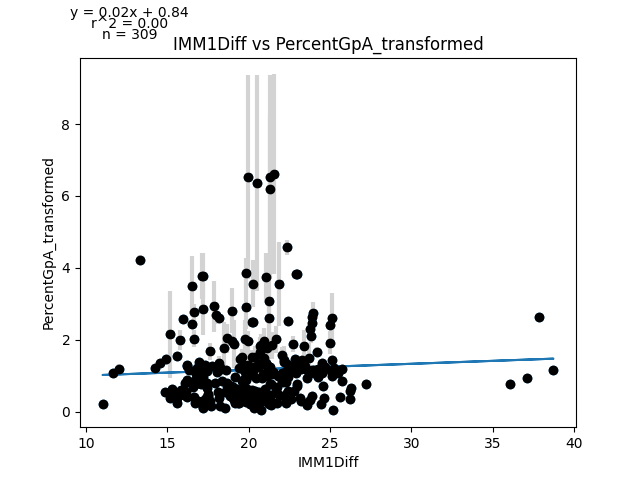 y = 0.02x + 0.84
r^2 = 0.00
n = 309
IMM1Diff vs PercentGpA_transformed
PercentGpA_transformed
8
6
4
2
0
10 15 20 25 30 35 40
IMM1Diff